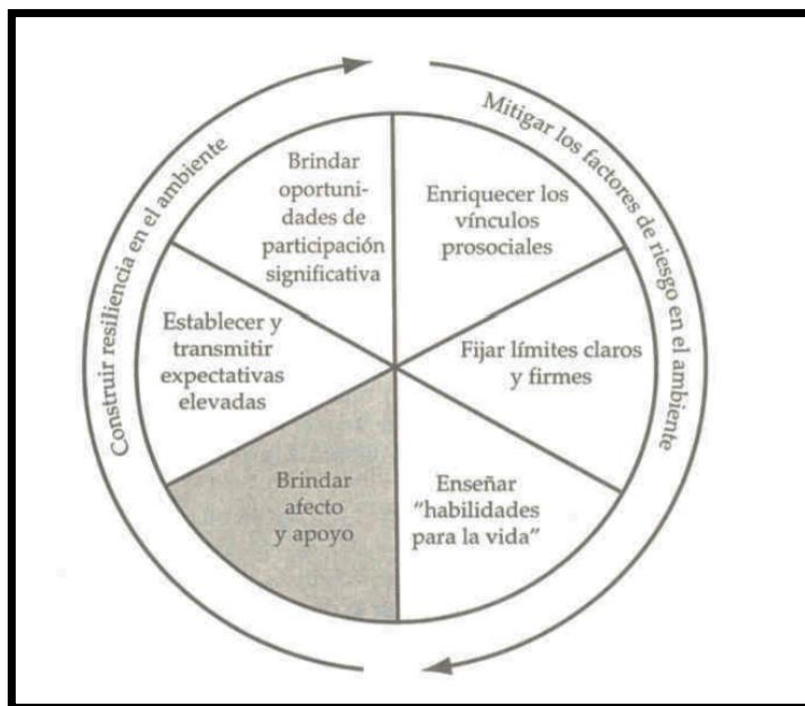 Construir resiliencia en el ambiente
Mitigar los factores de riesgo en el ambiente
Brindar
oportuni-
dades de
participación
significativa
Enriquecer los
vínculos
prosociales
Establecer y
transmitir
expectativas
elevadas
Fijar límites claros
y firmes
Brindar
afecto
y apoyo
Enseñar
"habilidades
para la vida"